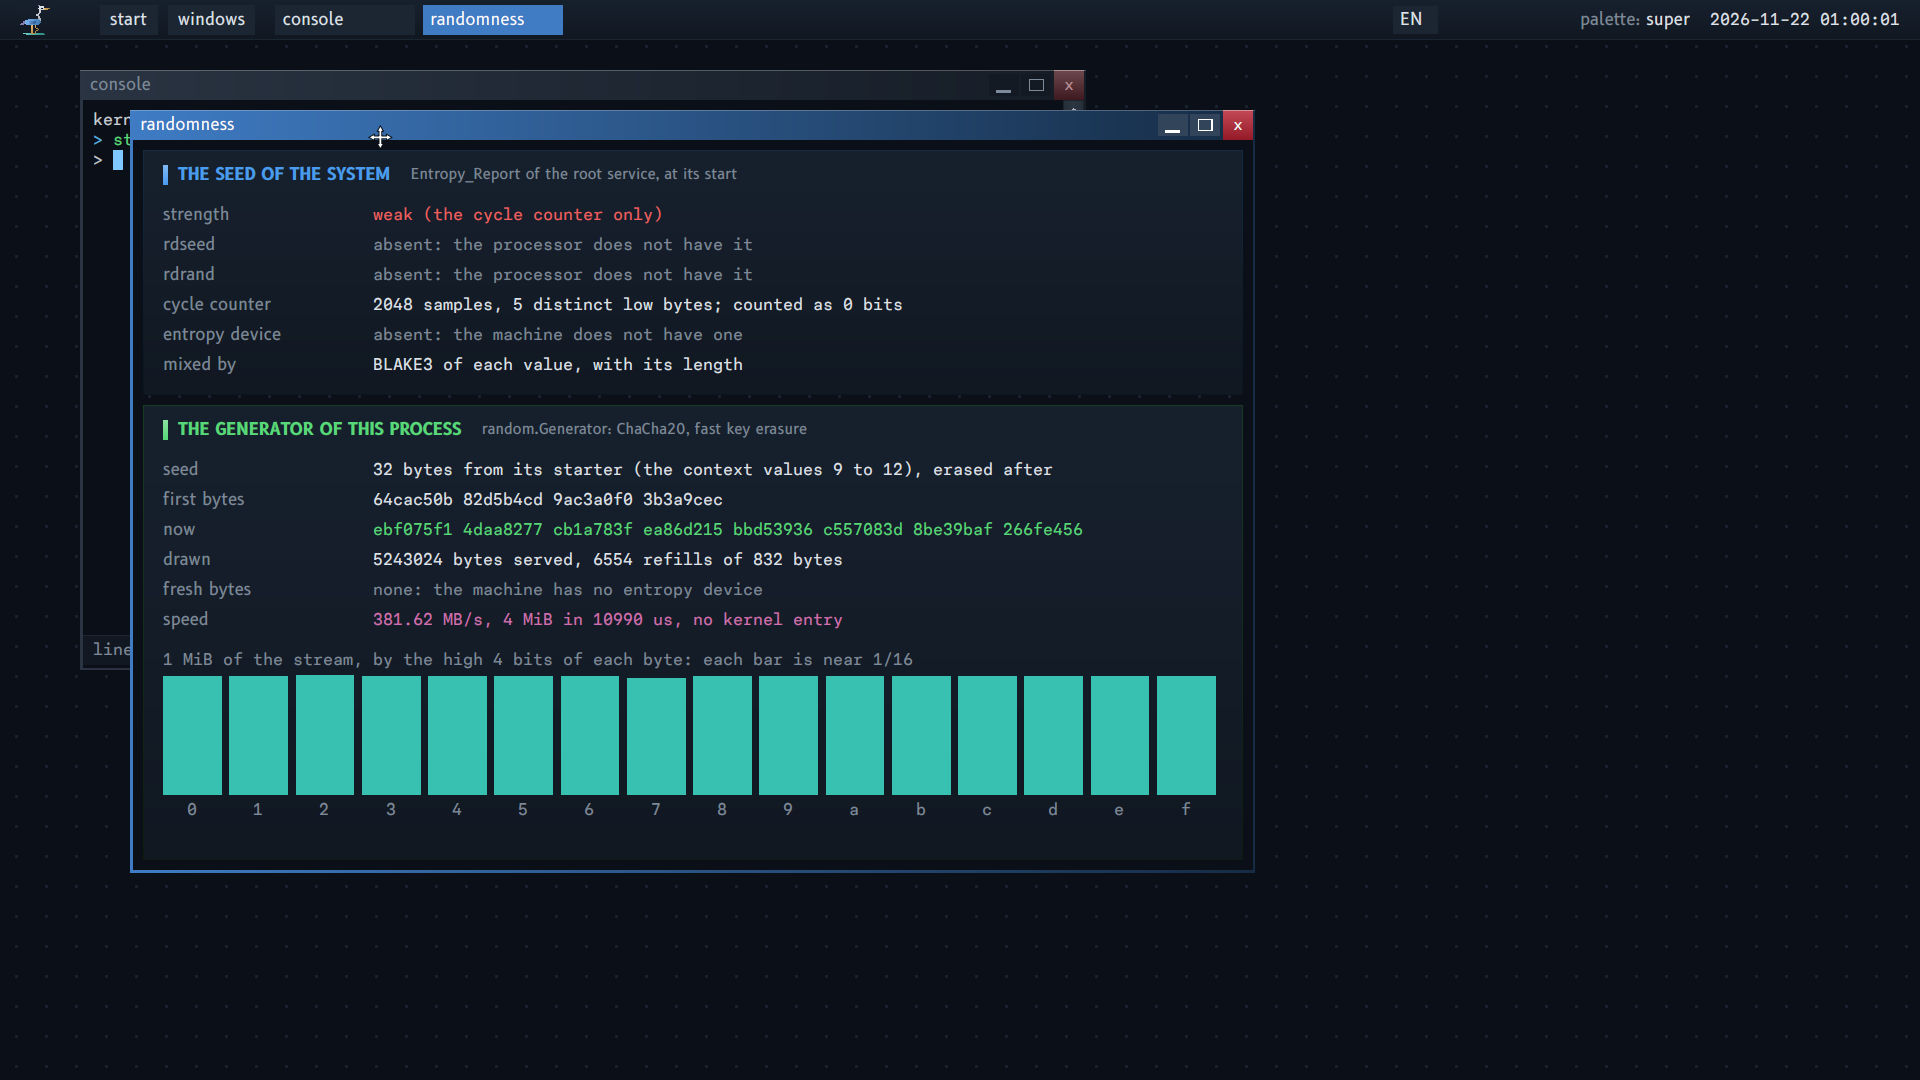 start windows console randomness EN palette: super 2026-11-22 01:00:01
console
x
kern
randomness
x
> st
>
THE SEED OF THE SYSTEM Entropy_Report of the root service, at its start
strength weak (the cycle counter only)
rdseed absent: the processor does not have it
rdrand absent: the processor does not have it
cycle counter 2048 samples, 5 distinct low bytes; counted as 0 bits
entropy device absent: the machine does not have one
mixed by BLAKE3 of each value, with its length
THE GENERATOR OF THIS PROCESS random.Generator: ChaCha20, fast key erasure
seed 32 bytes from its starter (the context values 9 to 12), erased after
first bytes 64cac50b 82d5b4cd 9ac3a0f0 3b3a9cec
now ebf075f1 4daa8277 cb1a783f ea86d215 bbd53936 c557083d 8be39baf 266fe456
drawn 5243024 bytes served, 6554 refills of 832 bytes
fresh bytes none: the machine has no entropy device
speed 381.62 MB/s, 4 MiB in 10990 us, no kernel entry
line
1 MiB of the stream, by the high 4 bits of each byte: each bar is near 1/16
0 1 2 3 4 5 6 7 8 9 a b c d e f